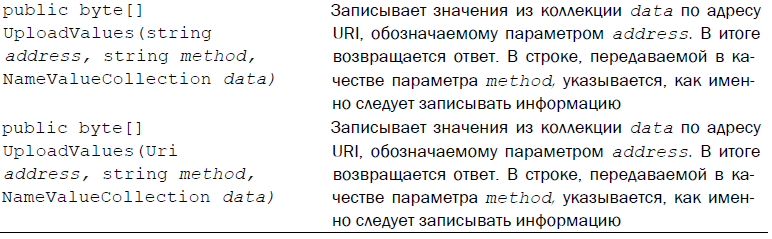 public byte[]
UploadValues(string
address, string method,
NameValueCollection data)
Записывает значения из коллекции data по адресу
URI, обозначаемому параметром address. В итоге
возвращается ответ. В строке, передаваемой в ка-
честве параметра method, указывается, как имен-
но следует записывать информацию
public byte[]
UploadValues(Uri
address, string method,
NameValueCollection data)
Записывает значения из коллекции data по адресу
URI, обозначаемому параметром address. В итоге
возвращается ответ. В строке, передаваемой в ка-
честве параметра method, указывается, как имен-
но следует записывать информацию